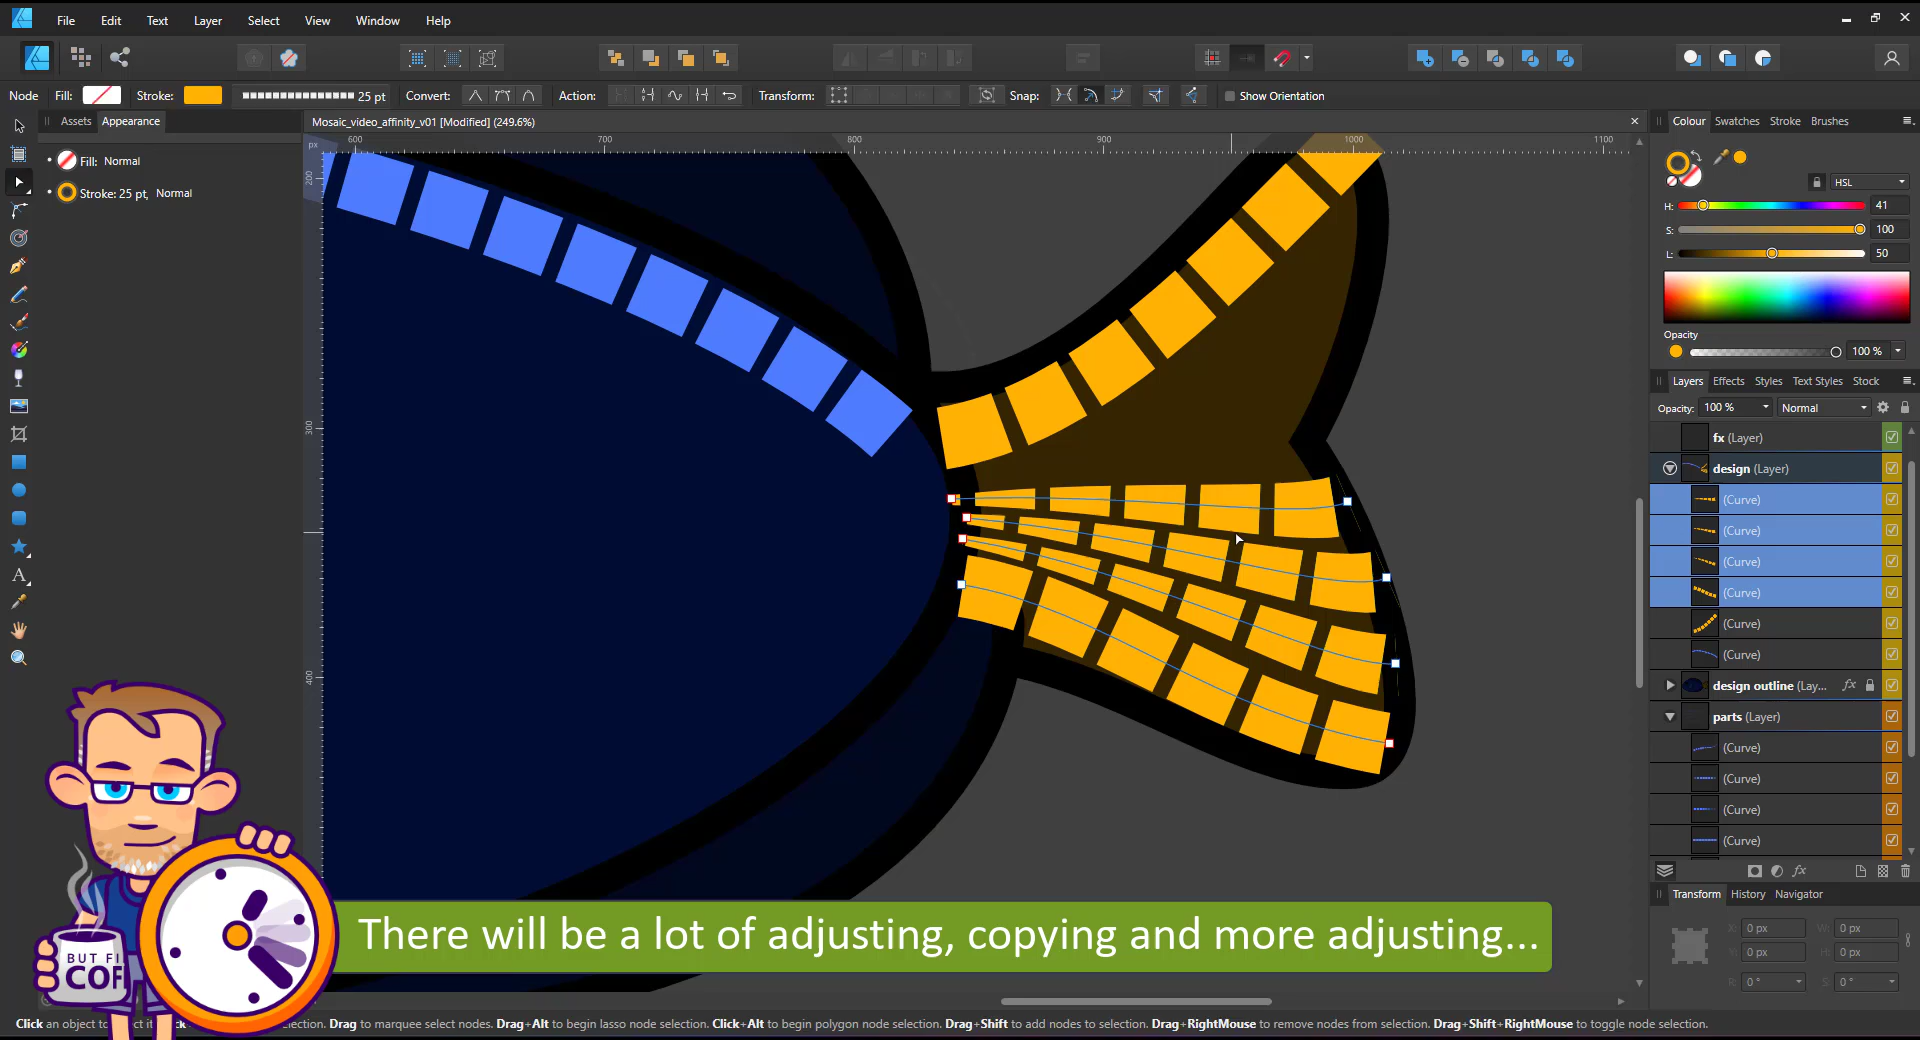 File Edit Text Layer Select View Window Help
Node Fill: Stroke: 25 pt Convert: Action: Transform: Snap: Show Orientation
Assets Appearance
Fill: Normal
Stroke: 25 pt, Normal
Mosaic_video_affinity_v01 [Modified] (249.6%)
px 600 700 800 900 1000 1100
200
300
400
Colour Swatches Stroke Brushes
HSL
H: 41
S: 100
L: 50
Opacity
100 %
Layers Effects Styles Text Styles Stock
Opacity: 100 % Normal
fx (Layer)
design (Layer)
(Curve)
(Curve)
(Curve)
(Curve)
(Curve)
(Curve)
design outline (Lay... fx
parts (Layer)
(Curve)
(Curve)
(Curve)
(Curve)
fx
Transform History Navigator
X: 0 px W: 0 px
Y: 0 px H: 0 px
R: 0 ° S: 0 °
BUT FI
COF
There will be a lot of adjusting, copying and more adjusting...
Click an object to election. Drag to marquee select nodes. Drag+Alt to begin lasso node selection. Click+Alt to begin polygon node selection. Drag+Shift to add nodes to selection. Drag+RightMouse to remove nodes from selection. Drag+Shift+RightMouse to toggle node selection.